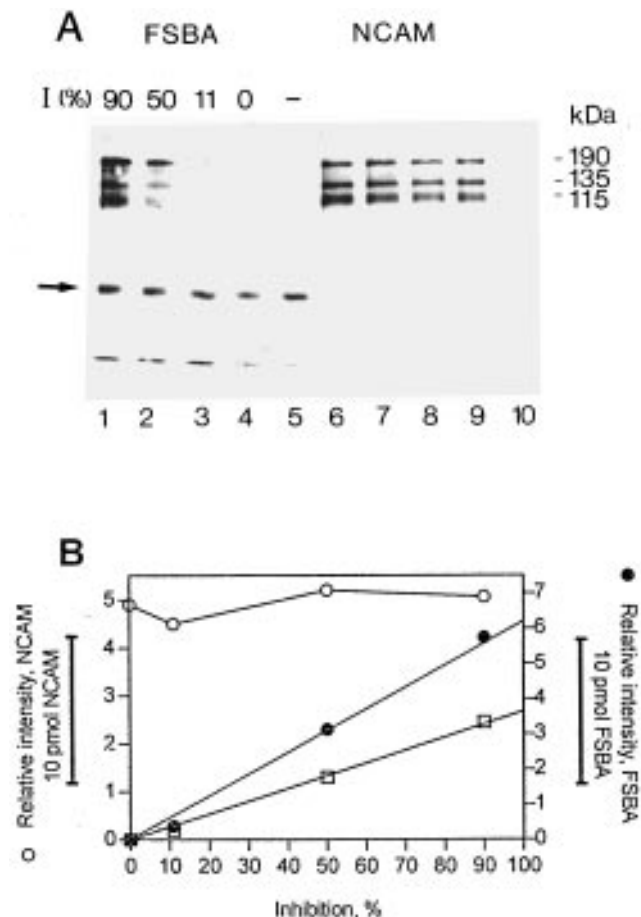 A
FSBA NCAM
I (%) 90 50 11 0 –
kDa
- 190
- 135
- 115
1 2 3 4 5 6 7 8 9 10
B
○ Relative intensity, NCAM
10 pmol NCAM
5
4
3
2
1
0
7
6
5
4
3
2
1
0
10 pmol FSBA
● Relative intensity, FSBA
0 10 20 30 40 50 60 70 80 90 100
Inhibition, %